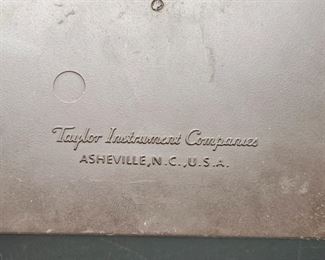 Taylor Instrument Companies
ASHEVILLE, N.C., U.S.A.